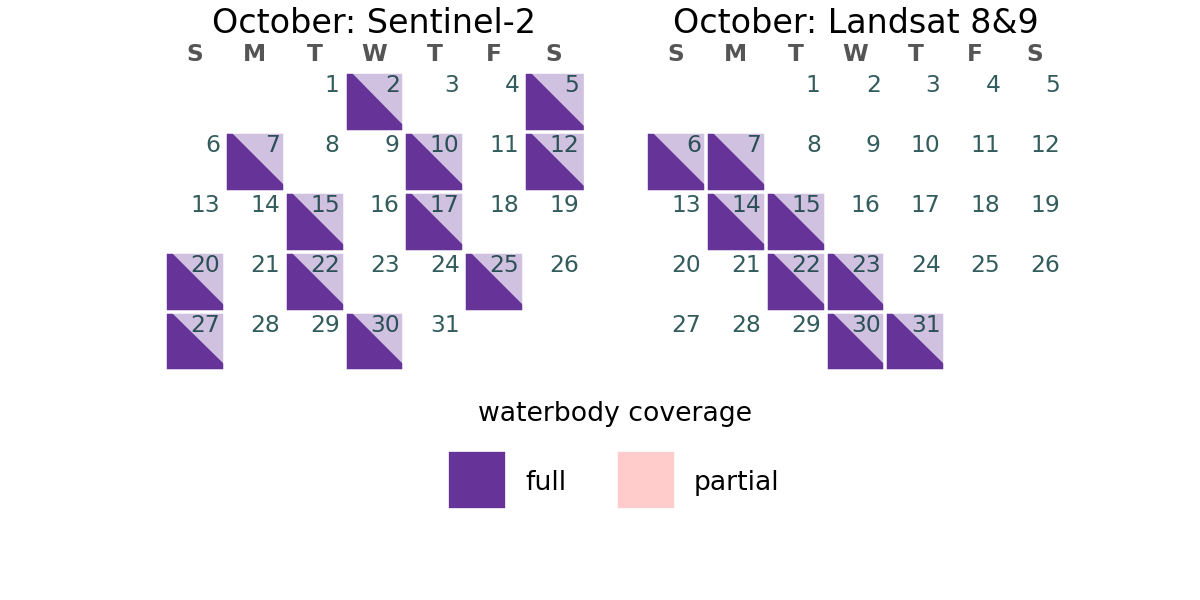 October: Sentinel-2
S M T W T F S
1 2 3 4 5
6 7 8 9 10 11 12
13 14 15 16 17 18 19
20 21 22 23 24 25 26
27 28 29 30 31
October: Landsat 8&9
S M T W T F S
1 2 3 4 5
6 7 8 9 10 11 12
13 14 15 16 17 18 19
20 21 22 23 24 25 26
27 28 29 30 31
waterbody coverage
full partial